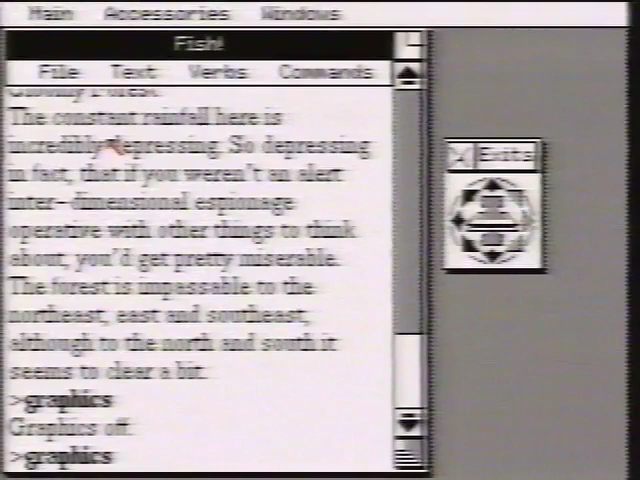 Main Accessories Windows
Fish!
File Text Verbs Commands
Gloomy Forest.
The constant rainfall here is
incredibly depressing. So depressing
in fact, that if you weren't an alert
inter-dimensional espionage
operative with other things to think
about, you'd get pretty miserable.
The forest is impassable to the
northeast, east and southeast,
although to the north and south it
seems to clear a bit.
>graphics
Graphics off.
>graphics
Exits